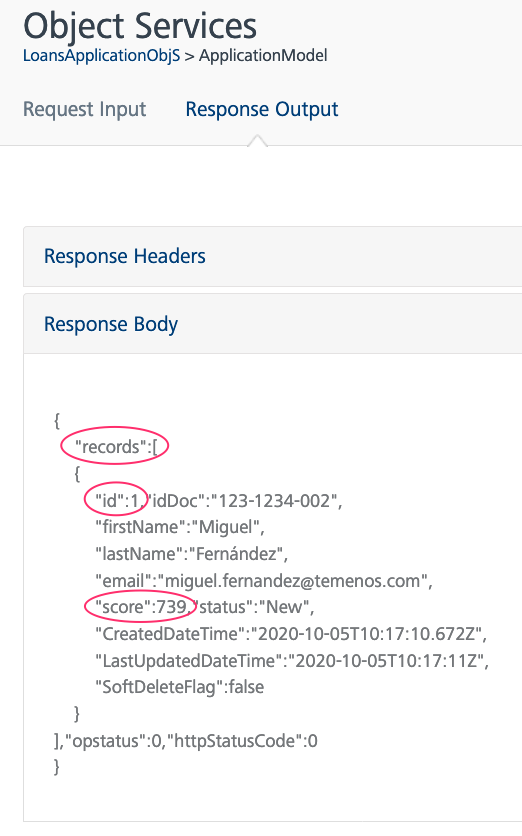 Object Services
LoansApplicationObjS > ApplicationModel
Request Input Response Output
Response Headers
Response Body
{
"records":[
{
"id":1,"idDoc":"123-1234-002",
"firstName":"Miguel",
"lastName":"Fernández",
"email":"miguel.fernandez@temenos.com",
"score":739,"status":"New",
"CreatedDateTime":"2020-10-05T10:17:10.672Z",
"LastUpdatedDateTime":"2020-10-05T10:17:11Z",
"SoftDeleteFlag":false
}
],"opstatus":0,"httpStatusCode":0
}